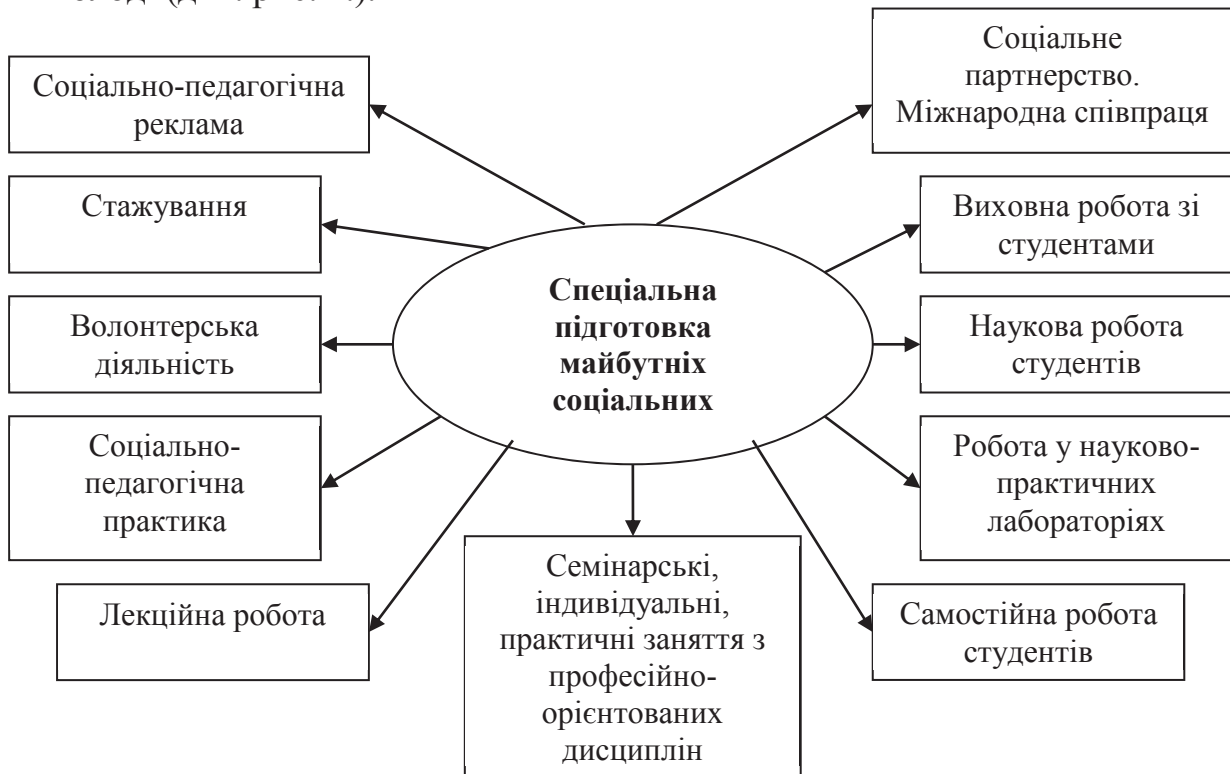 Соціально-педагогічна
реклама
Соціальне
партнерство.
Міжнародна співпраця
Стажування
Виховна робота зі
студентами
Спеціальна
підготовка
майбутніх
соціальних
Волонтерська
діяльність
Наукова робота
студентів
Соціально-
педагогічна
практика
Робота у науково-
практичних
лабораторіях
Лекційна робота
Семінарські,
індивідуальні,
практичні заняття з
професійно-
орієнтованих
дисциплін
Самостійна робота
студентів